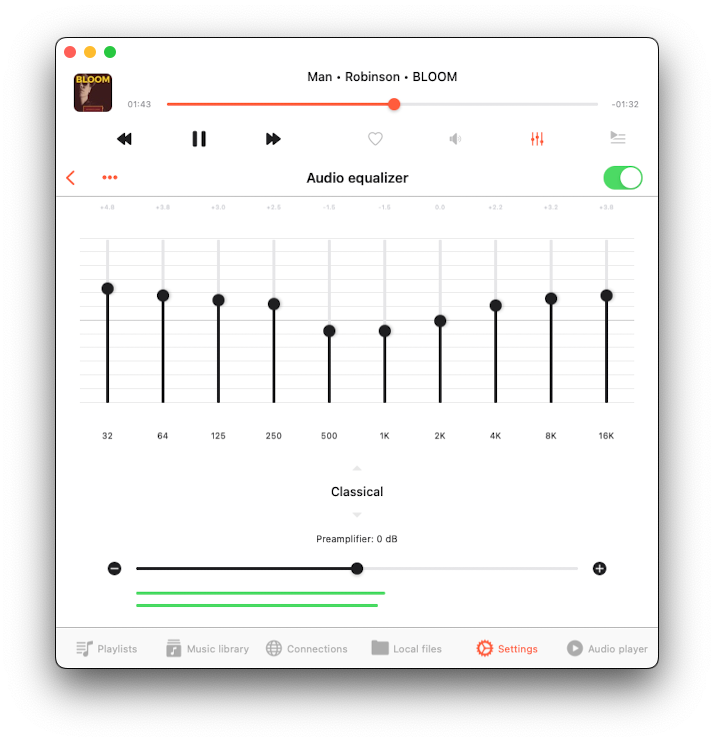 BLOOM
Man • Robinson • BLOOM
01:43
-01:32
Audio equalizer
+4.8 +3.8 +3.0 +2.5 -1.5 -1.5 0.0 +2.2 +3.2 +3.8
32 64 125 250 500 1K 2K 4K 8K 16K
Classical
Preamplifier: 0 dB
Playlists Music library Connections Local files Settings Audio player